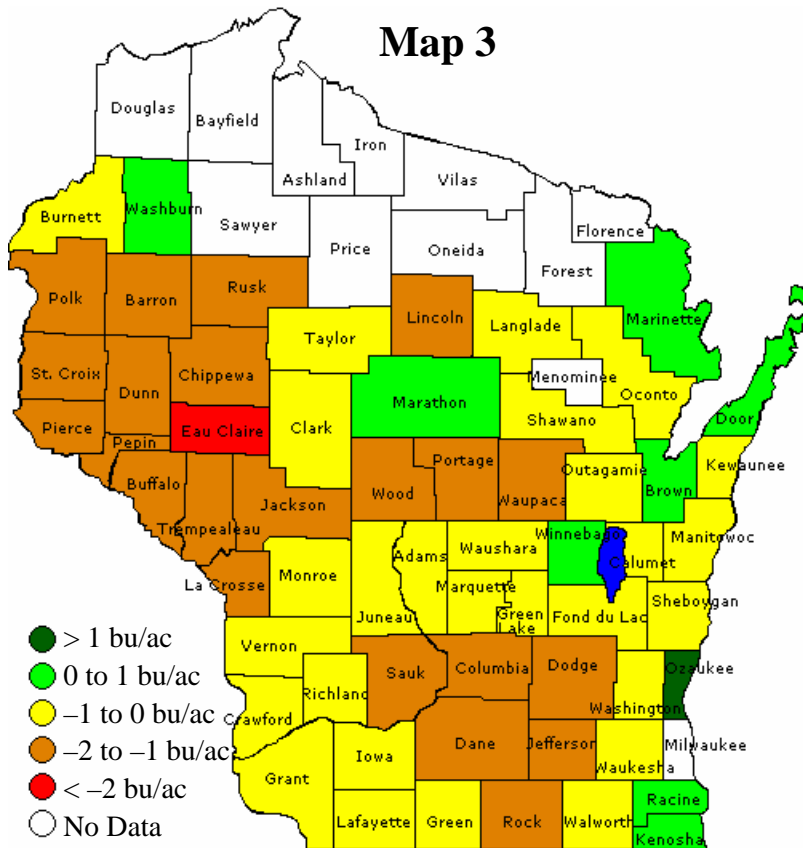 Map 3
Douglas
Bayfield
Iron
Ashland
Vilas
Burnett
Washburn
Sawyer
Florence
Price
Oneida
Forest
Polk
Barron
Rusk
Lincoln
Marinette
Taylor
Langlade
St. Croix
Chippewa
Dunn
Menominee
Oconto
Marathon
Shawano
Door
Pierce
Eau Claire
Clark
Pepin
Portage
Outagamie
Kewaunee
Buffalo
Wood
Waupaca
Brown
Jackson
Trempealeau
Winnebago
Manitowoc
Adams
Waushara
Calumet
La Crosse
Monroe
Marquette
Sheboygan
Juneau
Green
Lake
Fond du Lac
Vernon
Sauk
Columbia
Dodge
Ozaukee
Richland
Washington
Crawford
Dane
Jefferson
Milwaukee
Iowa
Waukesha
Grant
Racine
Lafayette
Green
Rock
Walworth
Kenosha
> 1 bu/ac
0 to 1 bu/ac
–1 to 0 bu/ac
–2 to –1 bu/ac
< –2 bu/ac
No Data